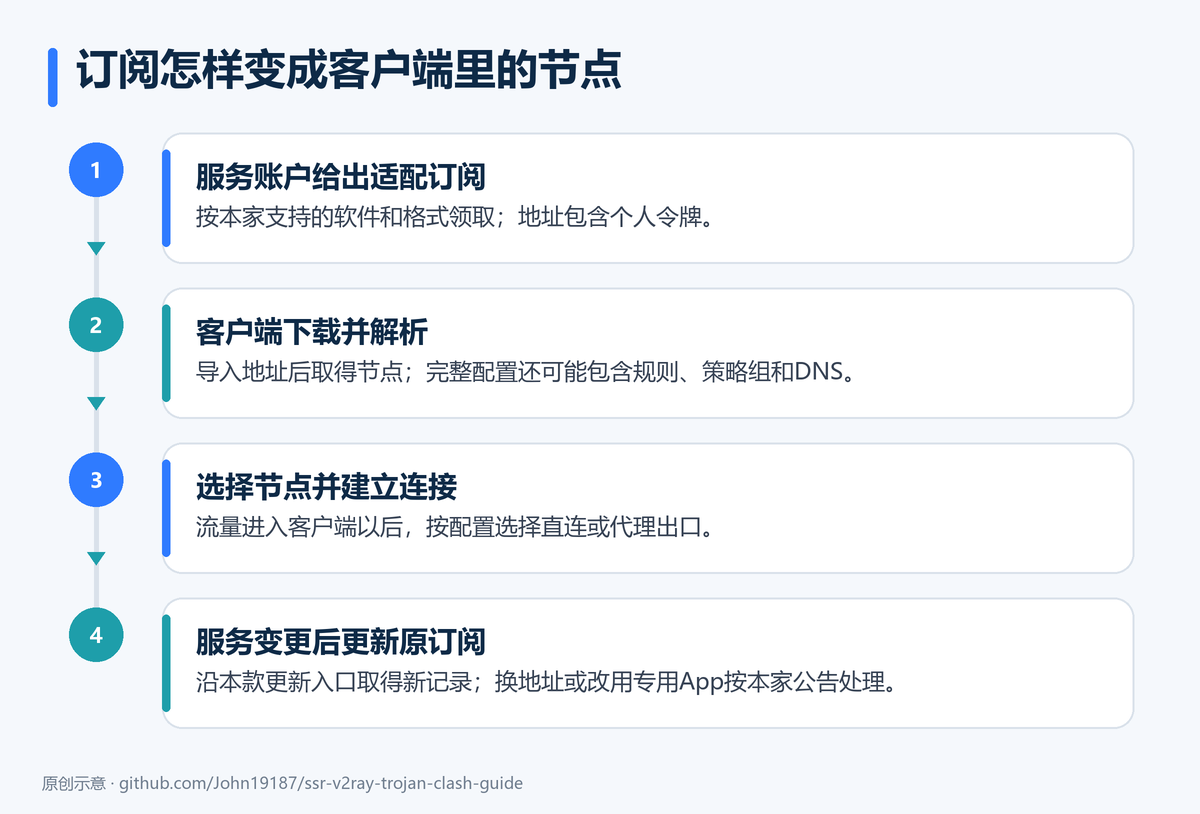 订阅怎样变成客户端里的节点
1
服务账户给出适配订阅
按本家支持的软件和格式领取；地址包含个人令牌。
2
客户端下载并解析
导入地址后取得节点；完整配置还可能包含规则、策略组和DNS。
3
选择节点并建立连接
流量进入客户端以后，按配置选择直连或代理出口。
4
服务变更后更新原订阅
沿本款更新入口取得新记录；换地址或改用专用App按本家公告处理。
原创示意 · github.com/John19187/ssr-v2ray-trojan-clash-guide